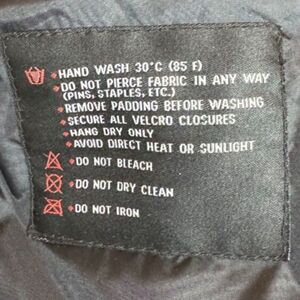 HAND WASH 30°C (85 F)
DO NOT PIERCE FABRIC IN ANY WAY
(PINS, STAPLES, ETC.)
REMOVE PADDING BEFORE WASHING
SECURE ALL VELCRO CLOSURES
HANG DRY ONLY
AVOID DIRECT HEAT OR SUNLIGHT
DO NOT BLEACH
DO NOT DRY CLEAN
DO NOT IRON